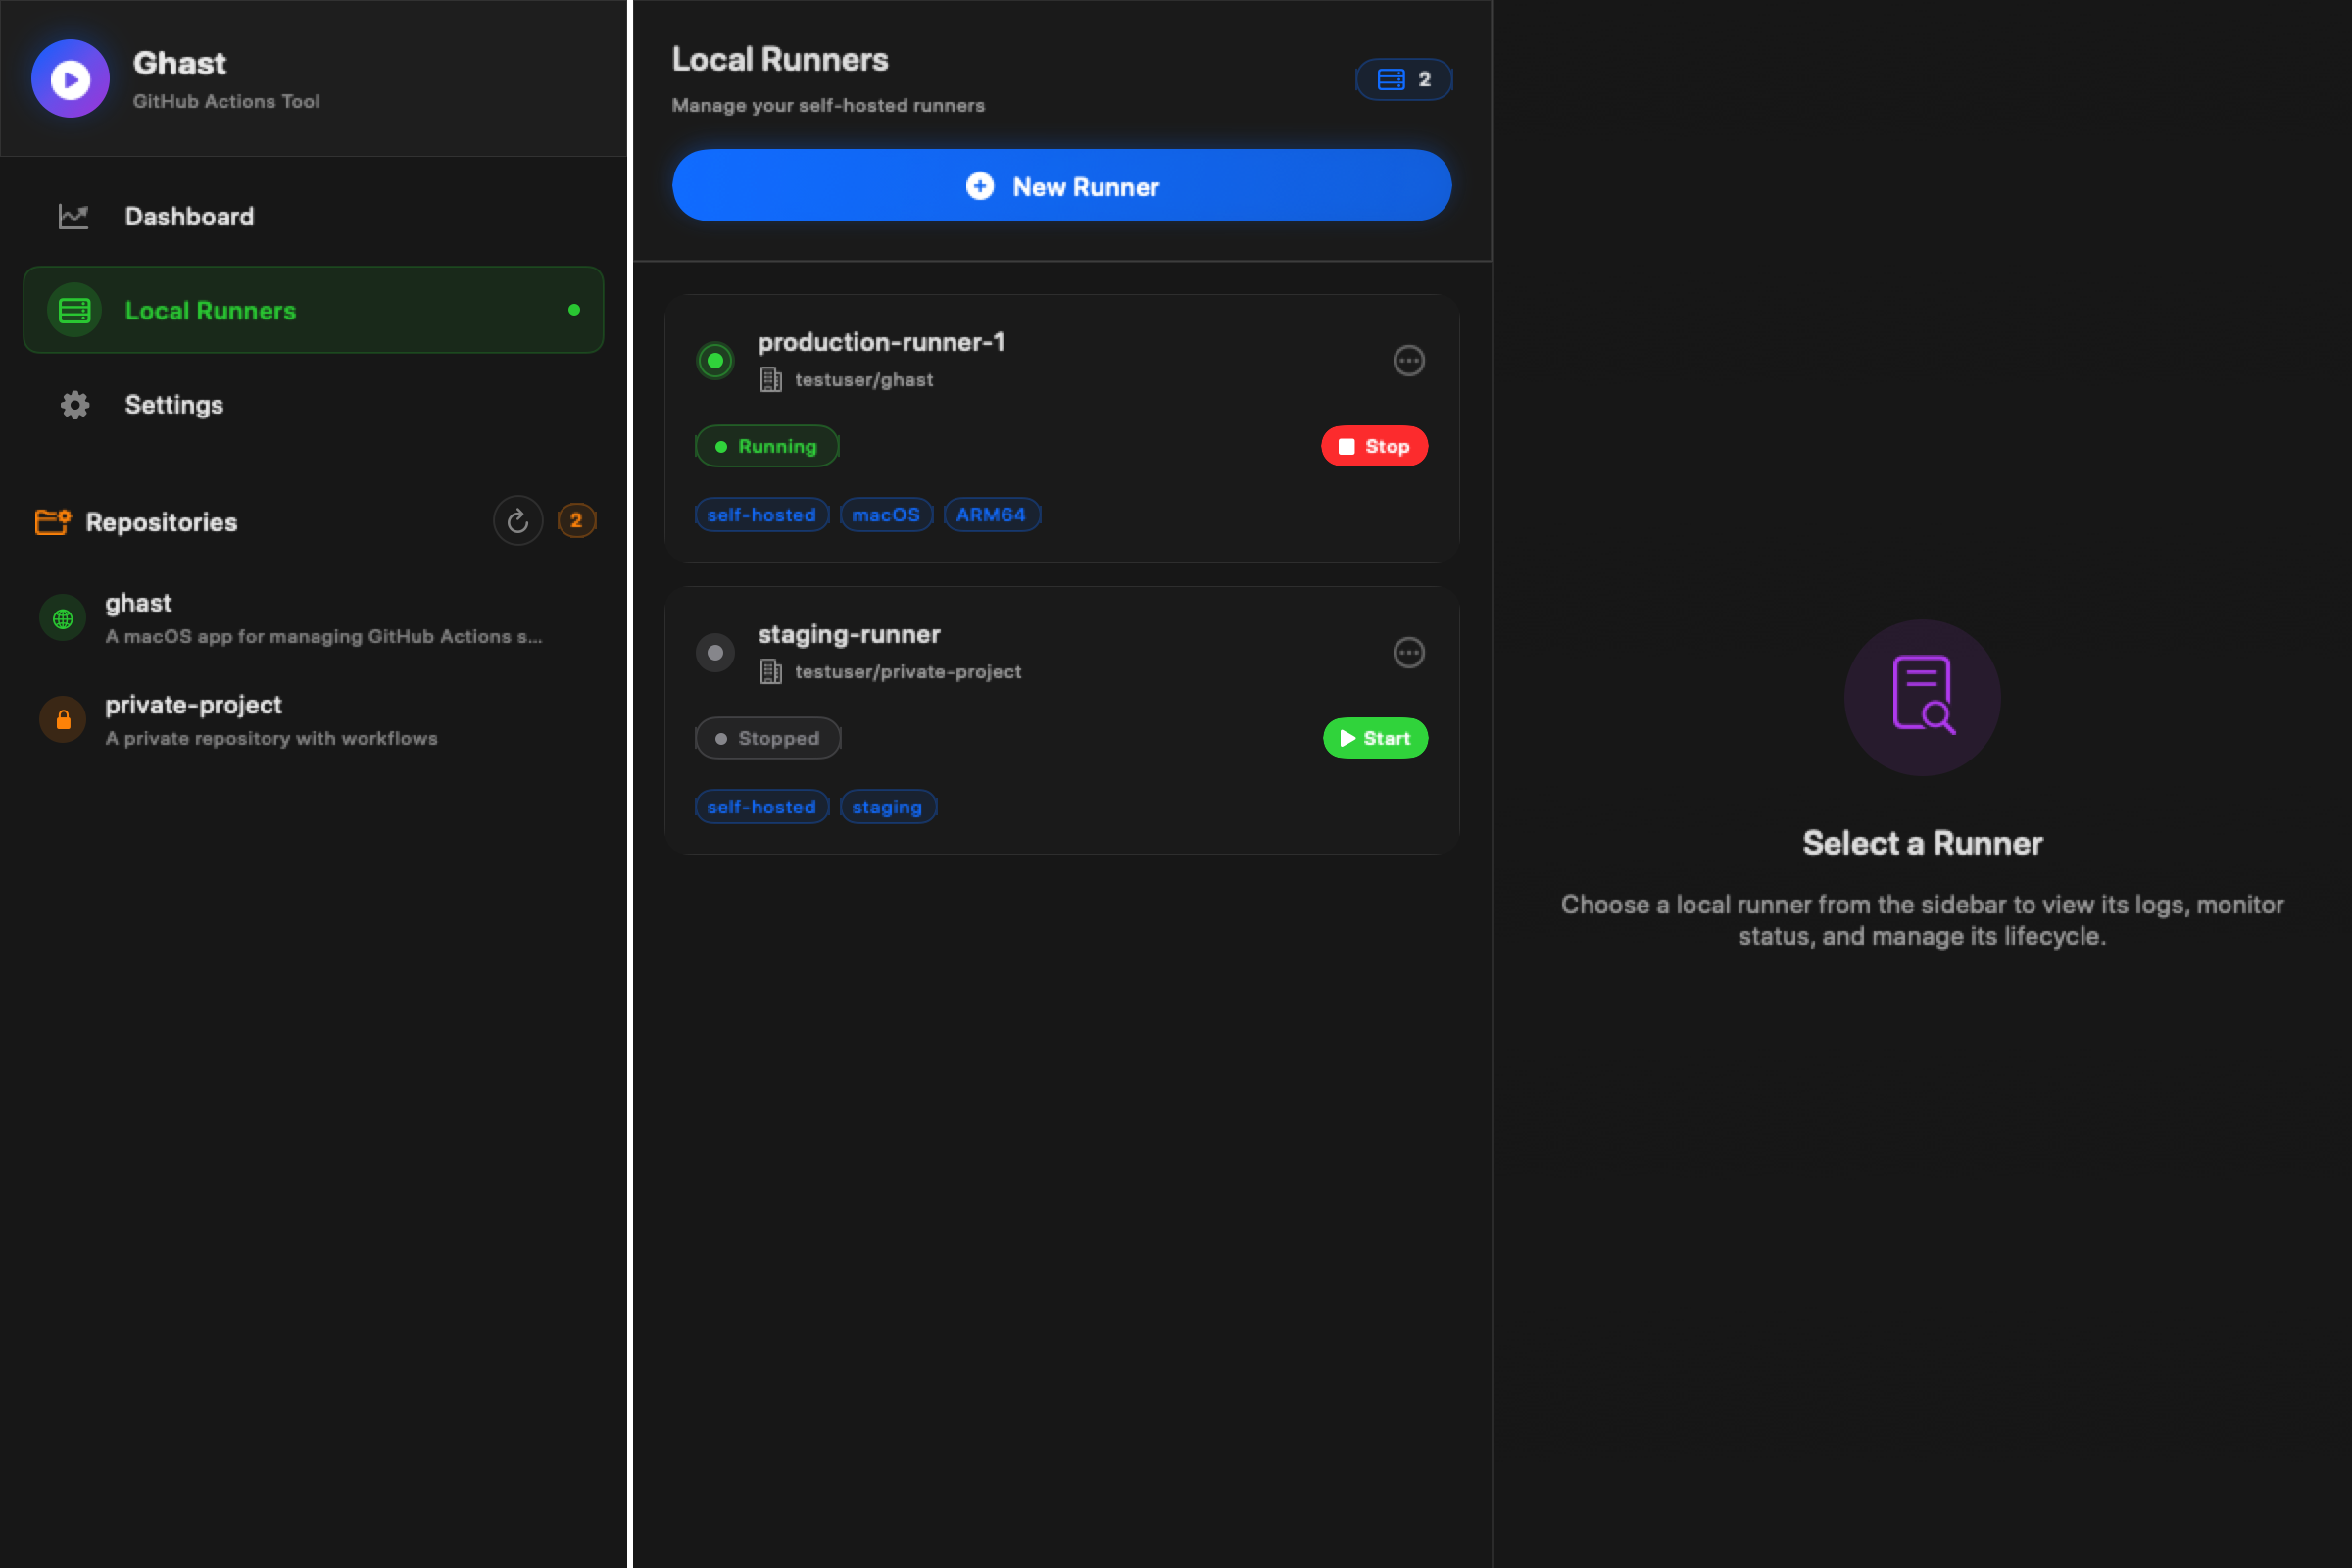 Ghast
GitHub Actions Tool
Dashboard
Local Runners
Settings
Repositories
2
ghast
A macOS app for managing GitHub Actions s...
private-project
A private repository with workflows
Local Runners
Manage your self-hosted runners
2
New Runner
production-runner-1
testuser/ghast
Running
Stop
self-hosted macOS ARM64
staging-runner
testuser/private-project
Stopped
Start
self-hosted staging
Select a Runner
Choose a local runner from the sidebar to view its logs, monitor
status, and manage its lifecycle.